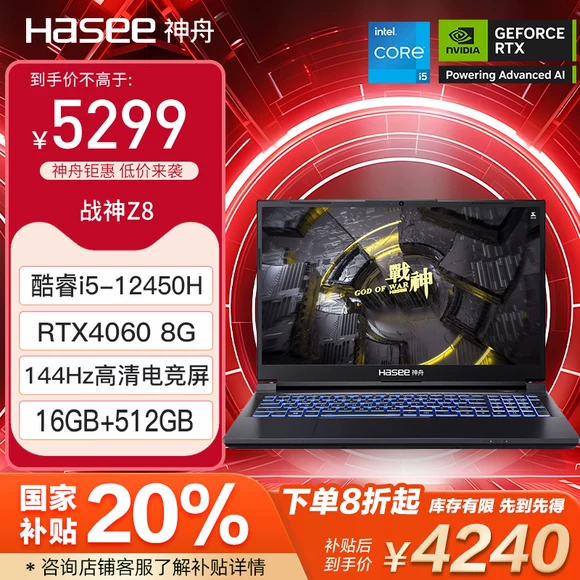 Hasee 神舟
intel
CORE i5
NVIDIA
GEFORCE RTX
Powering Advanced AI
到手价不高于:
¥5299
神舟钜惠 低价来袭
战神Z8
酷睿i5-12450H
RTX4060 8G
144Hz高清电竞屏
16GB+512GB
戰神
GOD OF WAR
Hasee 神舟
国家补贴20%
*咨询店铺客服了解补贴详情
下单8折起 库存有限 先到先得
补贴后到手价 ¥4240